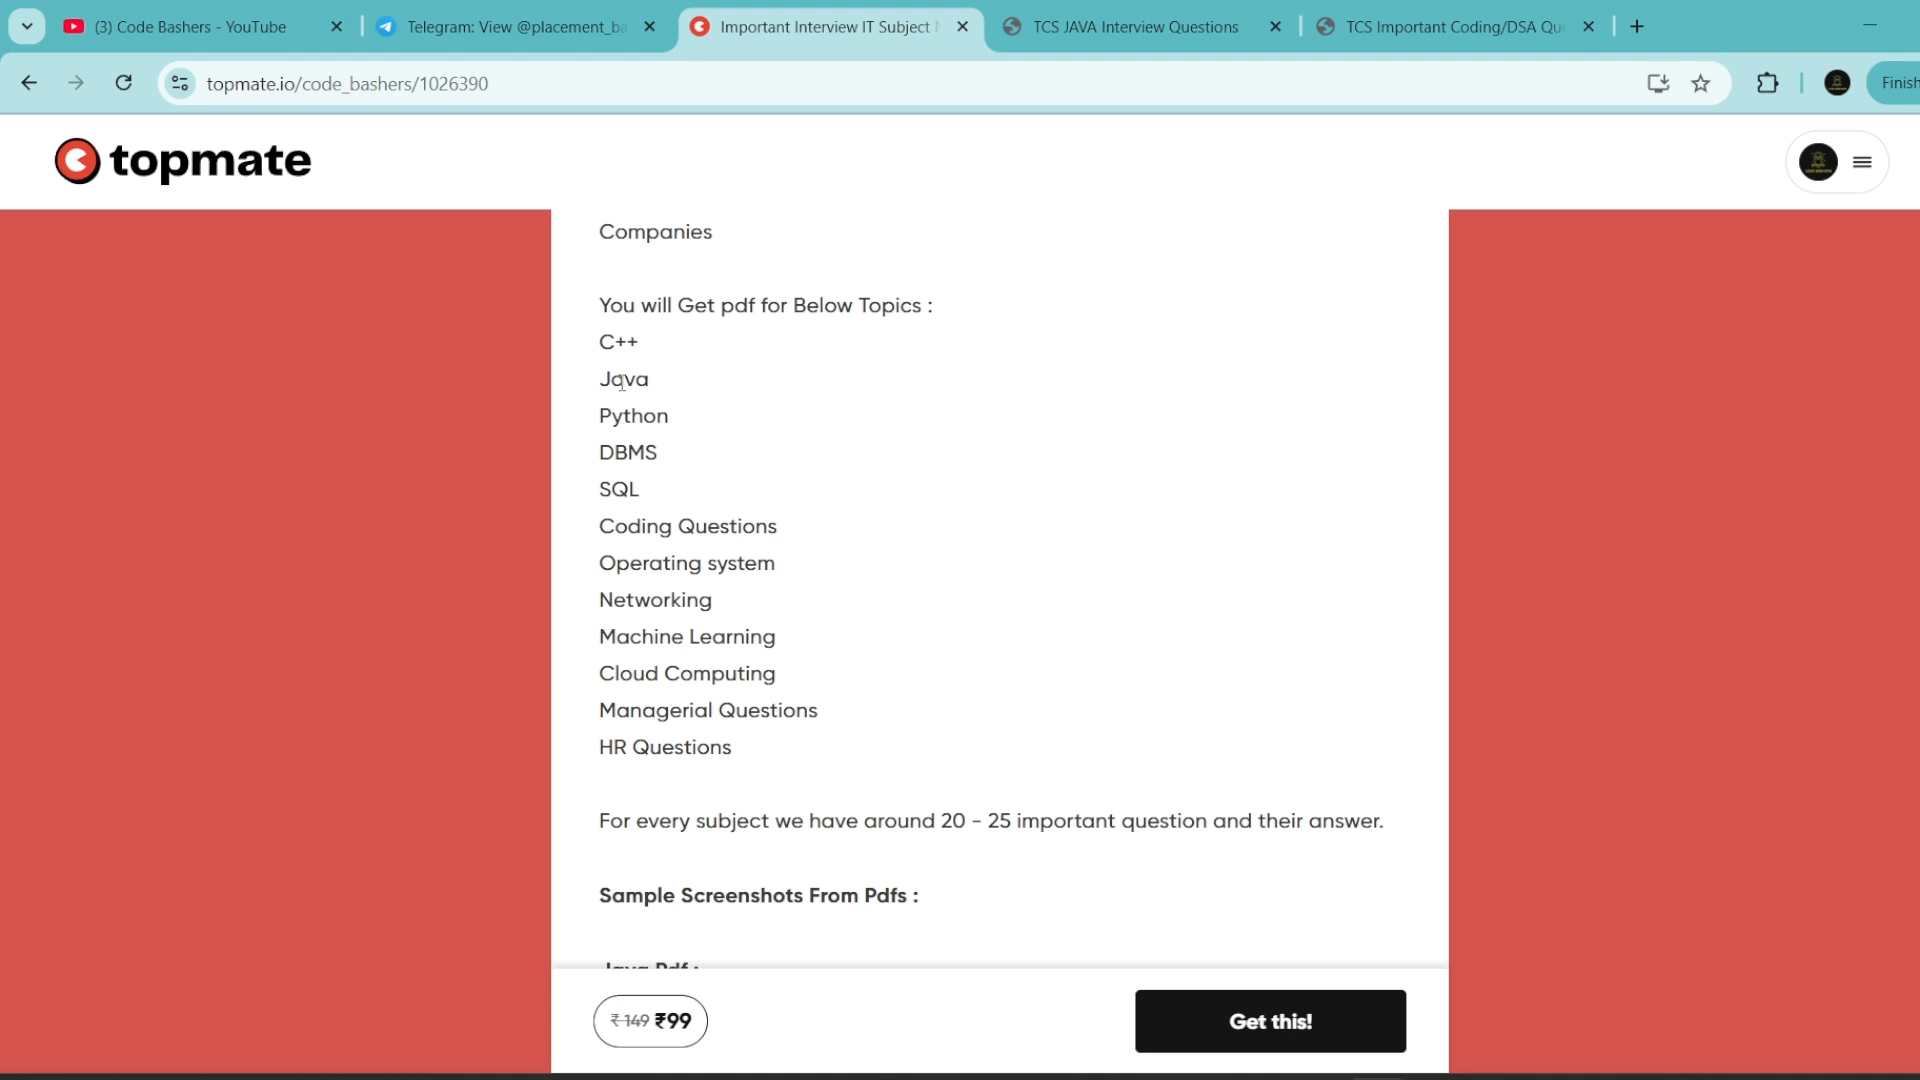 (3) Code Bashers - YouTube
Telegram: View @placement_ba
Important Interview IT Subject
TCS JAVA Interview Questions
TCS Important Coding/DSA Que
topmate.io/code_bashers/1026390
Finish
topmate
Companies
You will Get pdf for Below Topics :
C++
Java
Python
DBMS
SQL
Coding Questions
Operating system
Networking
Machine Learning
Cloud Computing
Managerial Questions
HR Questions
For every subject we have around 20 - 25 important question and their answer.
Sample Screenshots From Pdfs :
Java Pdf :
₹149 ₹99
Get this!